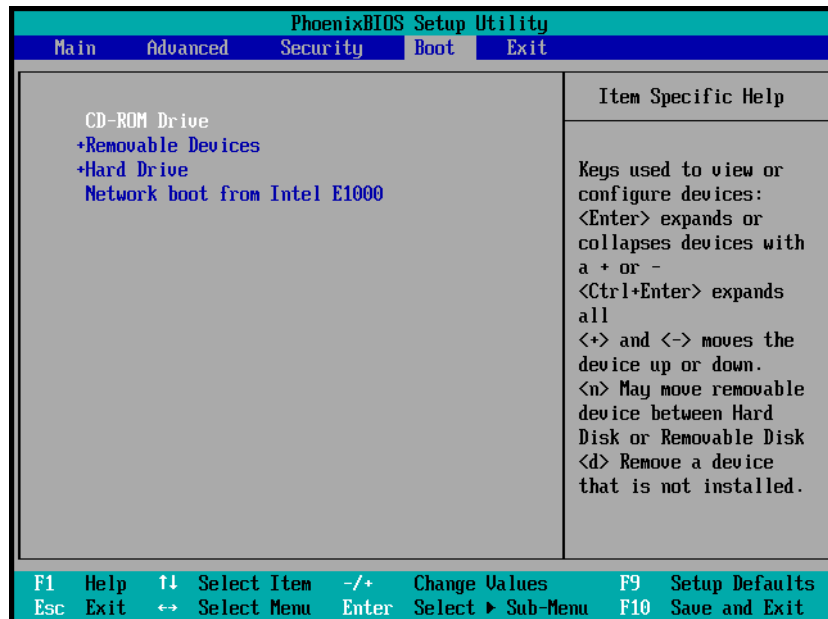 PhoenixBIOS Setup Utility
Main Advanced Security Boot Exit
CD-ROM Drive
+Removable Devices
+Hard Drive
Network boot from Intel E1000
Item Specific Help
Keys used to view or
configure devices:
<Enter> expands or
collapses devices with
a + or -
<Ctrl+Enter> expands
all
<+> and <-> moves the
device up or down.
<n> May move removable
device between Hard
Disk or Removable Disk
<d> Remove a device
that is not installed.
F1 Help ↑↓ Select Item -/+ Change Values F9 Setup Defaults
Esc Exit ↔ Select Menu Enter Select ▶ Sub-Menu F10 Save and Exit